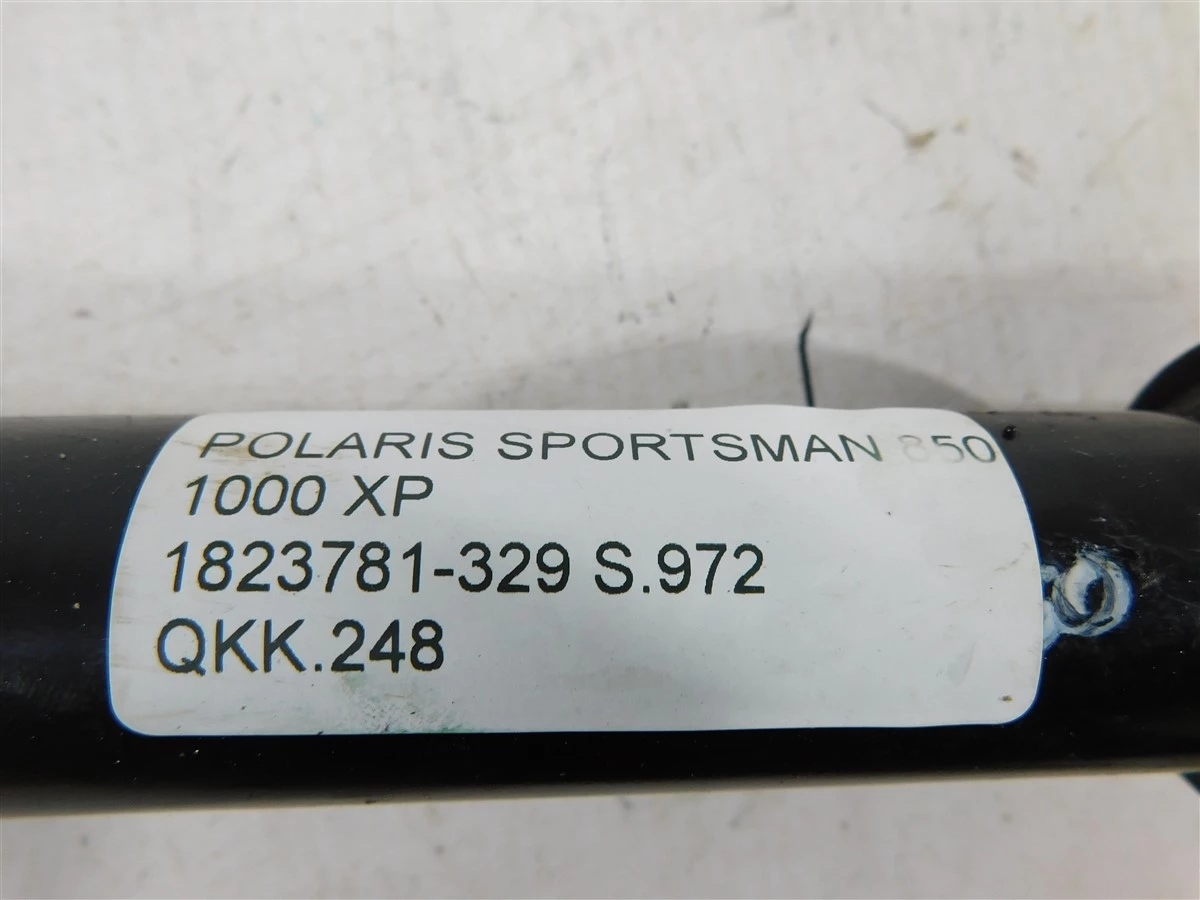 POLARIS SPORTSMAN 850
1000 XP
1823781-329 S.972
QKK.248